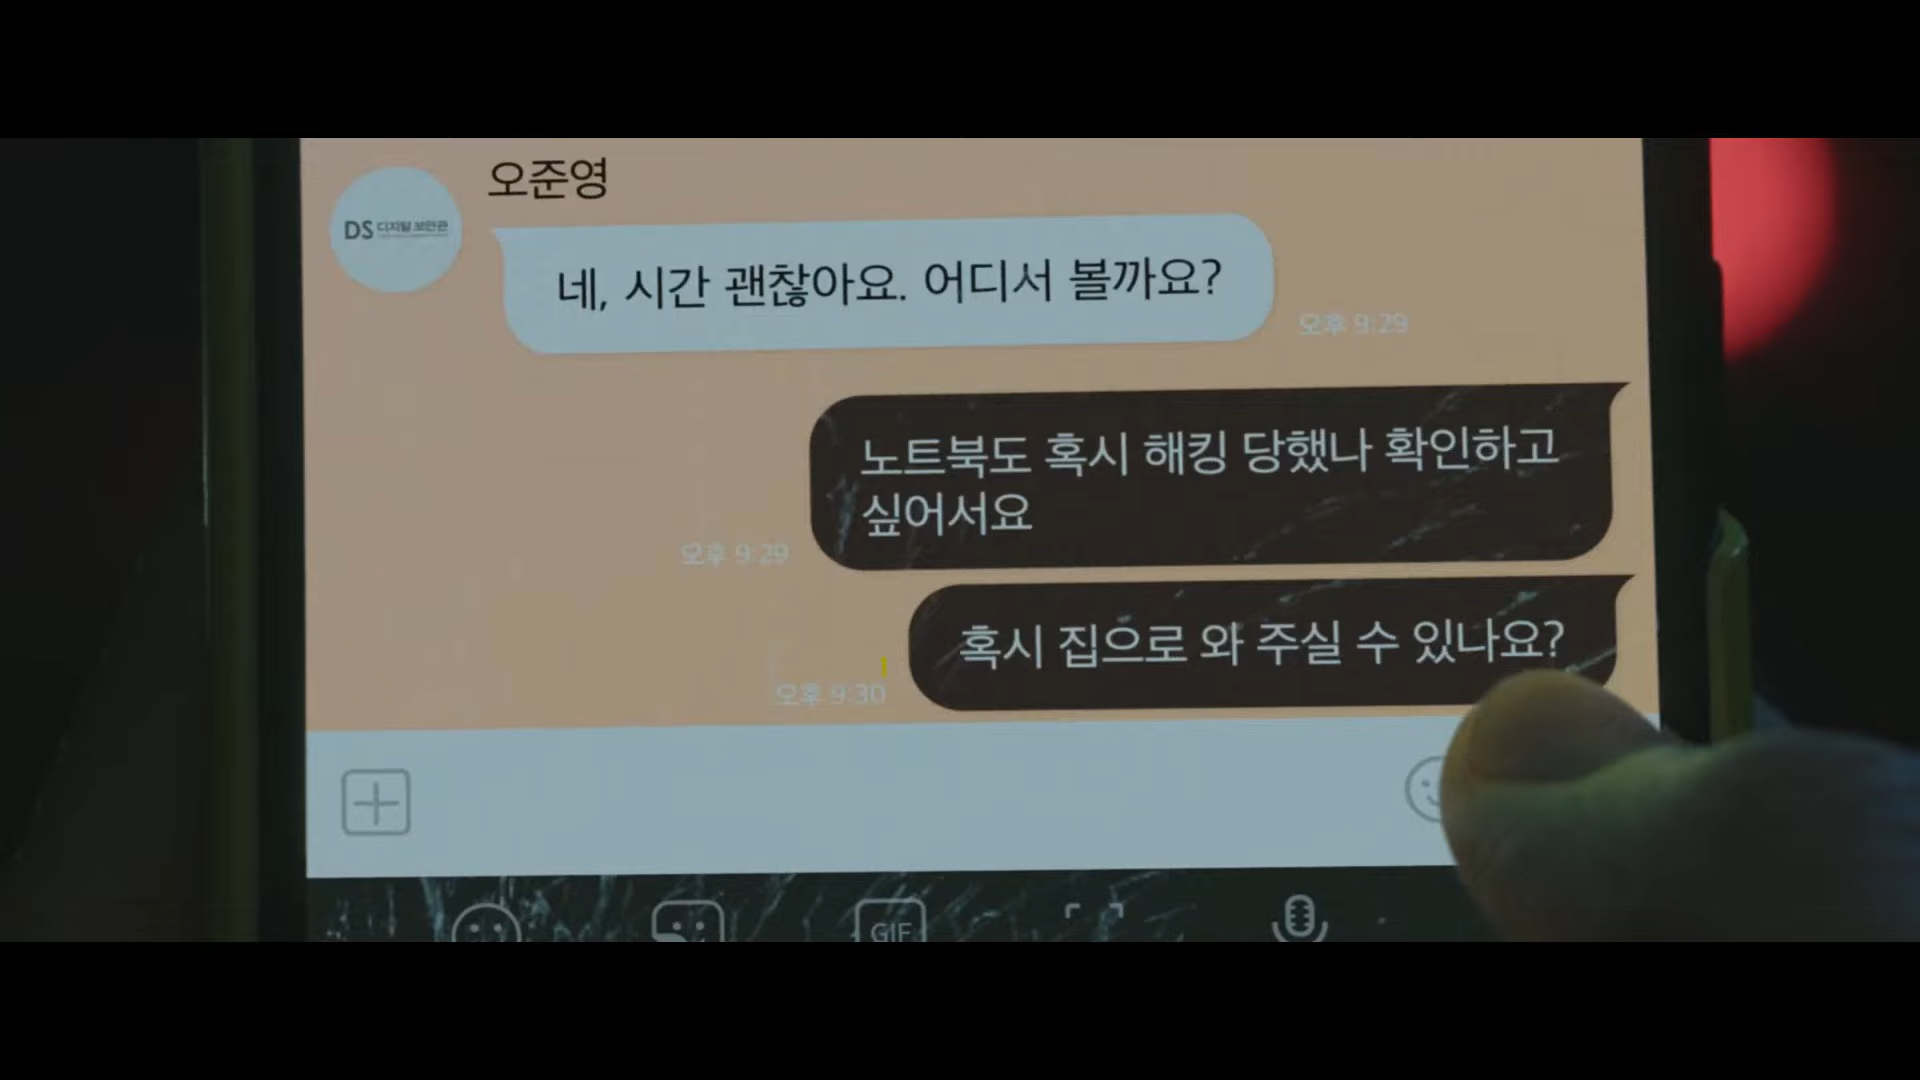 오준영
DS 디지털 보안관
네, 시간 괜찮아요. 어디서 볼까요?
오후 9:29
노트북도 혹시 해킹 당했나 확인하고
싶어서요
오후 9:29
혹시 집으로 와 주실 수 있나요?
오후 9:30
GIF